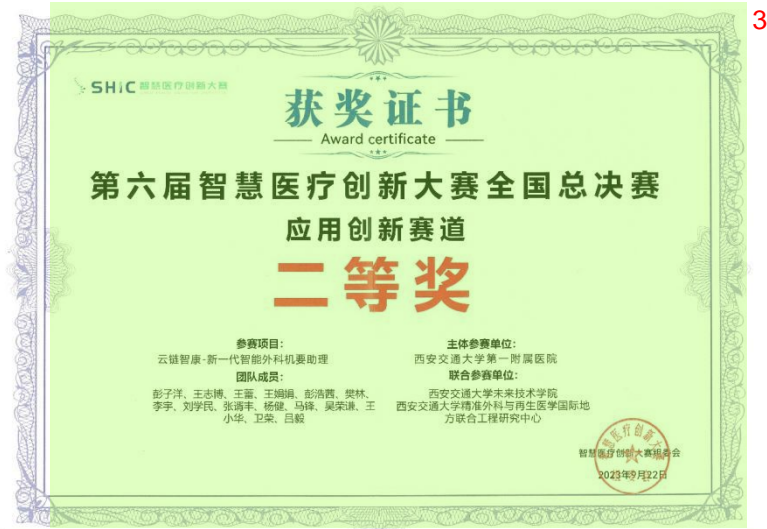 3
SHIC 智慧医疗创新大赛
获奖证书
Award certificate
第六届智慧医疗创新大赛全国总决赛
应用创新赛道
二等奖
参赛项目：
云链智康-新一代智能外科机要助理
团队成员：
彭子洋、王志博、王富、王娟娟、彭浩茜、樊林、
李宇、刘学民、张谞丰、杨健、马锋、吴荣谦、王
小华、卫荣、吕毅
主体参赛单位：
西安交通大学第一附属医院
联合参赛单位：
西安交通大学未来技术学院
西安交通大学精准外科与再生医学国际地
方联合工程研究中心
智慧医疗创新大赛组委会
2023年9月22日